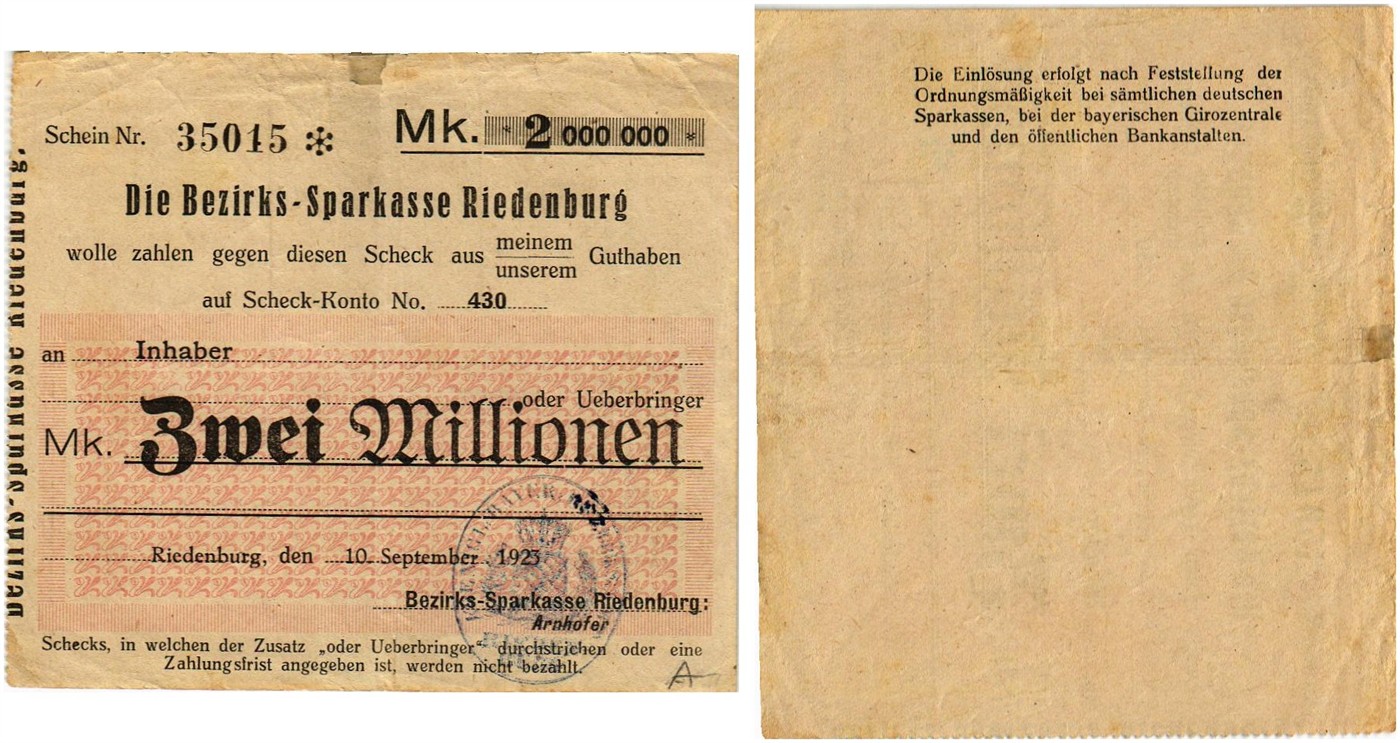 Schein Nr. 35015 *
Mk. * 2 000 000 *
Die Bezirks-Sparkasse Riedenburg
wolle zahlen gegen diesen Scheck aus meinem Guthaben
unserem
auf Scheck-Konto No. 430
an Inhaber
oder Ueberbringer
Mk. Zwei Millionen
Riedenburg, den 10. September 1923
Bezirks-Sparkasse Riedenburg:
Arnhofer
Schecks, in welchen der Zusatz „oder Ueberbringer“ durchstrichen oder eine
Zahlungsfrist angegeben ist, werden nicht bezahlt.
A
Bezirks-Sparkasse Riedenburg.
Die Einlösung erfolgt nach Feststellung der
Ordnungsmäßigkeit bei sämtlichen deutschen
Sparkassen, bei der bayerischen Girozentrale
und den öffentlichen Bankanstalten.